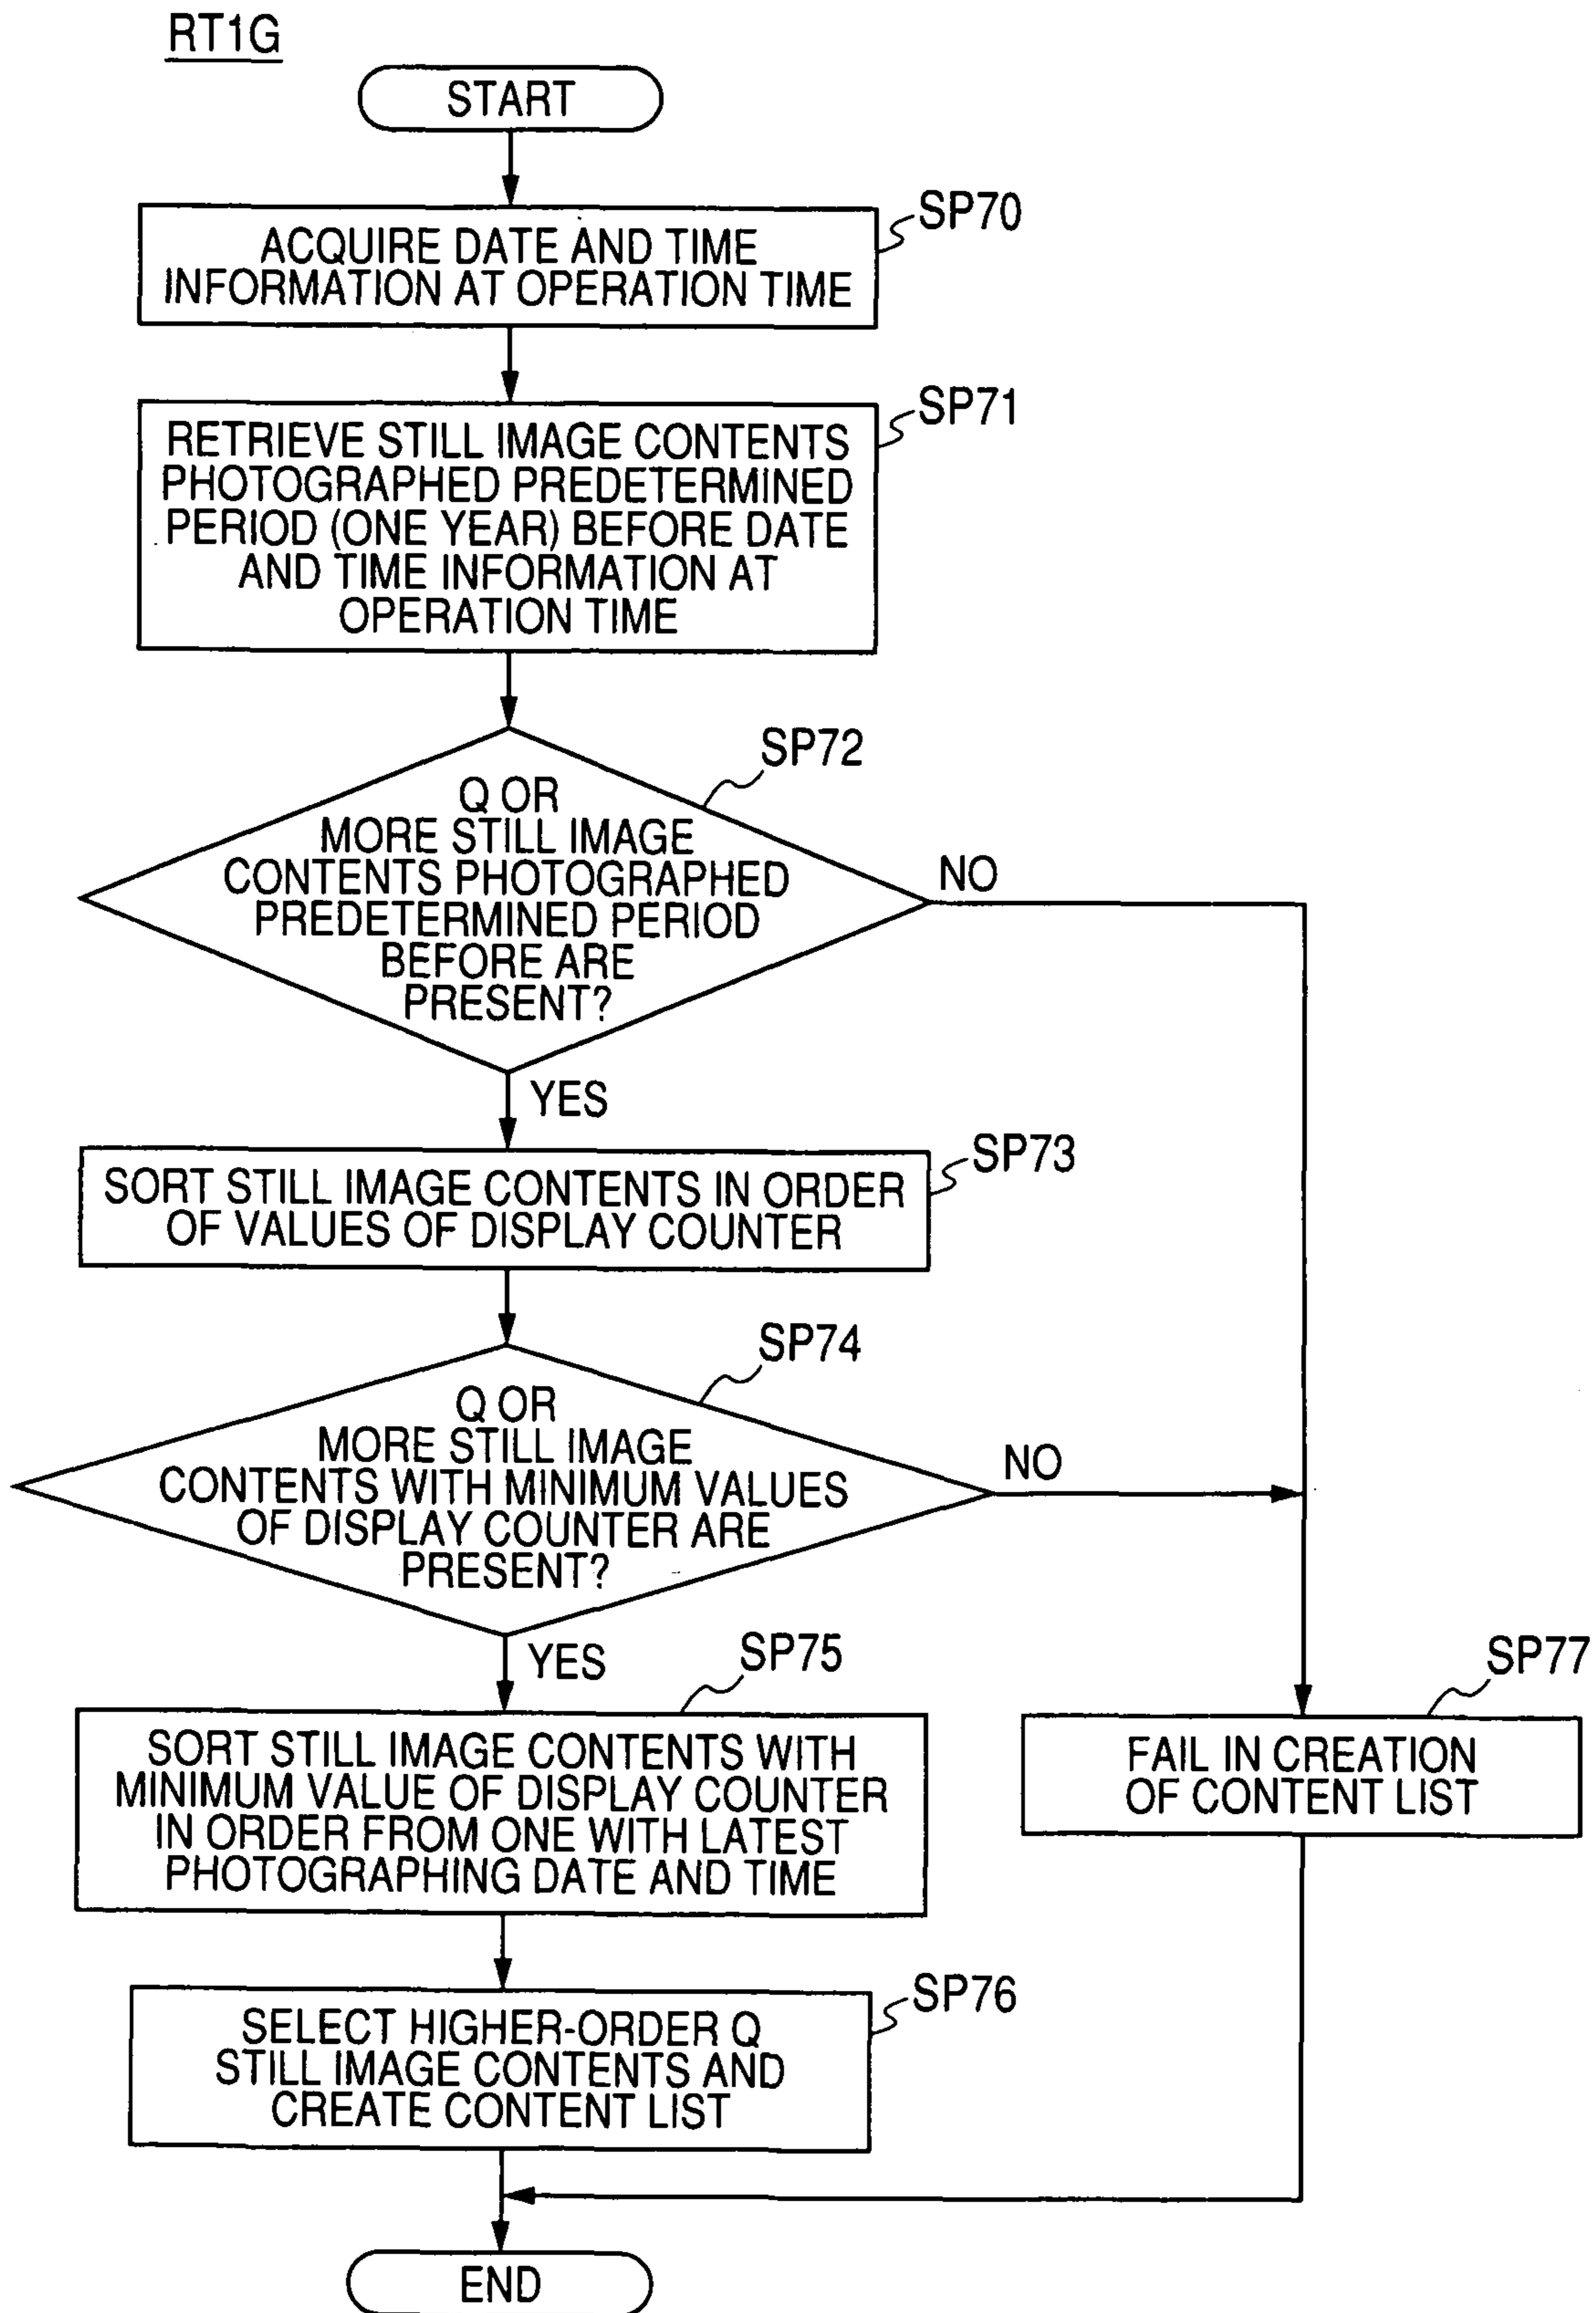 RT1G
START
SP70
ACQUIRE DATE AND TIME
INFORMATION AT OPERATION TIME
SP71
RETRIEVE STILL IMAGE CONTENTS
PHOTOGRAPHED PREDETERMINED
PERIOD (ONE YEAR) BEFORE DATE
AND TIME INFORMATION AT
OPERATION TIME
SP72
Q OR
MORE STILL IMAGE
CONTENTS PHOTOGRAPHED
PREDETERMINED PERIOD
BEFORE ARE
PRESENT?
NO
YES
SP73
SORT STILL IMAGE CONTENTS IN ORDER
OF VALUES OF DISPLAY COUNTER
SP74
Q OR
MORE STILL IMAGE
CONTENTS WITH MINIMUM VALUES
OF DISPLAY COUNTER ARE
PRESENT?
NO
YES
SP75
SORT STILL IMAGE CONTENTS WITH
MINIMUM VALUE OF DISPLAY COUNTER
IN ORDER FROM ONE WITH LATEST
PHOTOGRAPHING DATE AND TIME
SP77
FAIL IN CREATION
OF CONTENT LIST
SP76
SELECT HIGHER-ORDER Q
STILL IMAGE CONTENTS AND
CREATE CONTENT LIST
END